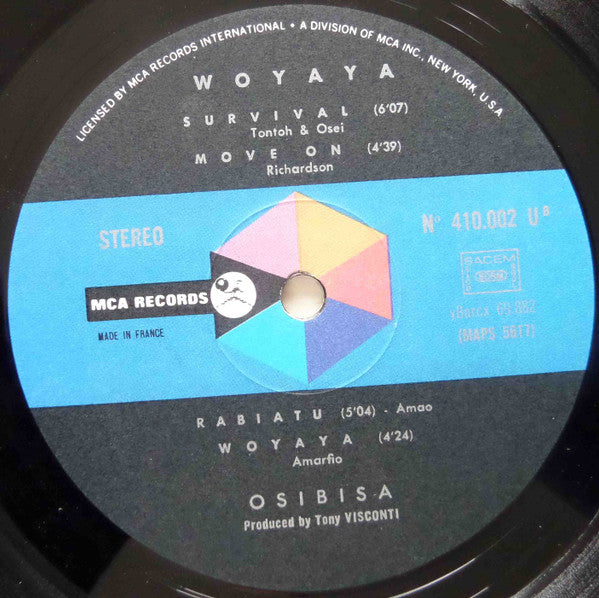 LICENSED BY MCA RECORDS INTERNATIONAL • A DIVISION OF MCA INC., NEW YORK, U.S.A
WOYAYA
SURVIVAL (6'07)
Tontoh & Osei
MOVE ON (4'39)
Richardson
STEREO
N° 410.002 U B
SACEM
MCA RECORDS
MADE IN FRANCE
(MAPS 5617)
RABIATU (5'04) - Amao
WOYAYA (4'24)
Amarfio
OSIBISA
Produced by Tony VISCONTI